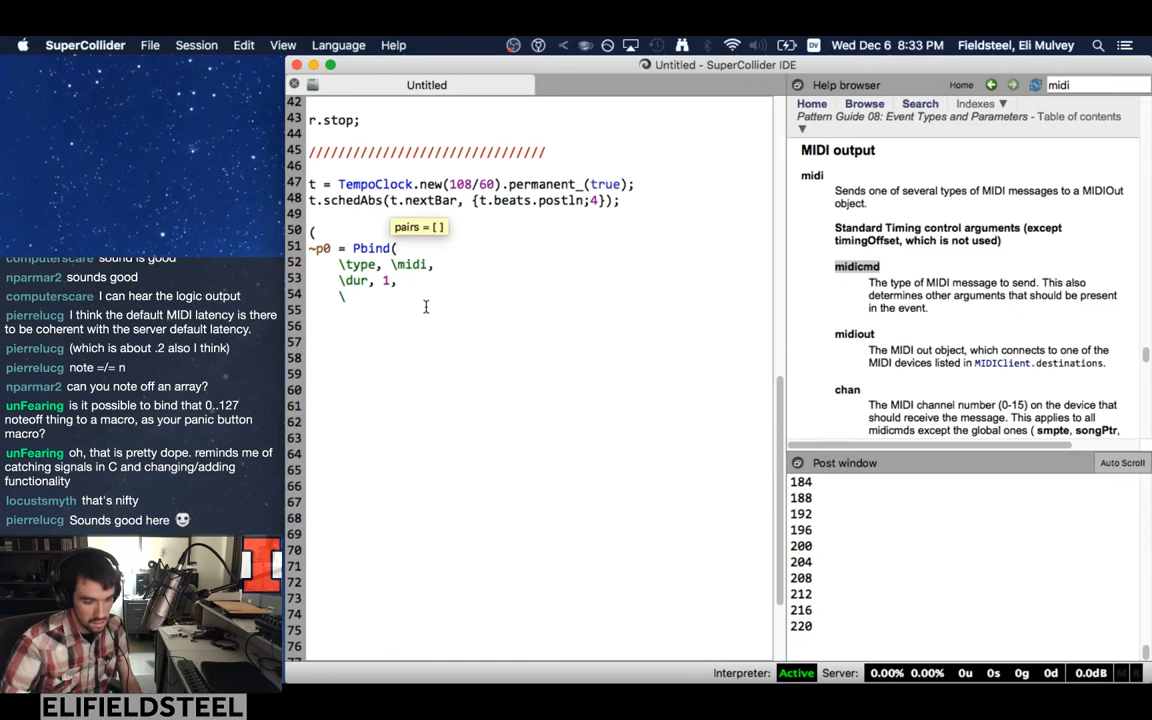 SuperCollider File Session Edit View Language Help
DV Wed Dec 6 8:33 PM Fieldsteel, Eli Mulvey
Untitled - SuperCollider IDE
Untitled
42
43 r.stop;
44
45 ///////////////////////////////
46
47 t = TempoClock.new(108/60).permanent_(true);
48 t.schedAbs(t.nextBar, {t.beats.postln;4});
49
pairs = [ ]
50 (
51 ~p0 = Pbind(
52 \type, \midi,
53 \dur, 1,
54 \
55
56
57
58
59
60
61
62
63
64
65
66
67
68
69
70
71
72
73
74
75
76
Help browser Home midi
Home Browse Search Indexes ▼
Pattern Guide 08: Event Types and Parameters - Table of contents
▼
MIDI output
midi
Sends one of several types of MIDI messages to a MIDIOut
object.
Standard Timing control arguments (except
timingOffset, which is not used)
midicmd
The type of MIDI message to send. This also
determines other arguments that should be present
in the event.
midiout
The MIDI out object, which connects to one of the
MIDI devices listed in MIDIClient.destinations.
chan
The MIDI channel number (0-15) on the device that
should receive the message. This applies to all
midicmds except the global ones ( smpte, songPtr,
Post window Auto Scroll
184
188
192
196
200
204
208
212
216
220
Interpreter: Active Server: 0.00% 0.00% 0u 0s 0g 0d 0.0dB M R
computerscare sound is good
nparmar2 sounds good
computerscare I can hear the logic output
pierrelucg I think the default MIDI latency is there
to be coherent with the server default latency.
pierrelucg (which is about .2 also I think)
pierrelucg note =/= n
nparmar2 can you note off an array?
unFearing is it possible to bind that 0..127
noteoff thing to a macro, as your panic button
macro?
unFearing oh, that is pretty dope. reminds me of
catching signals in C and changing/adding
functionality
locustsmyth that's nifty
pierrelucg Sounds good here
I
ELIFIELDSTEEL